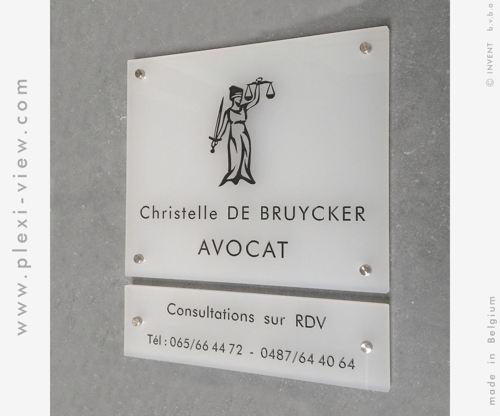 www.plexi-view.com
Christelle DE BRUYCKER
AVOCAT
Consultations sur RDV
Tél : 065/66 44 72 - 0487/64 40 64
made in Belgium
© INVENT b.v.b.a.